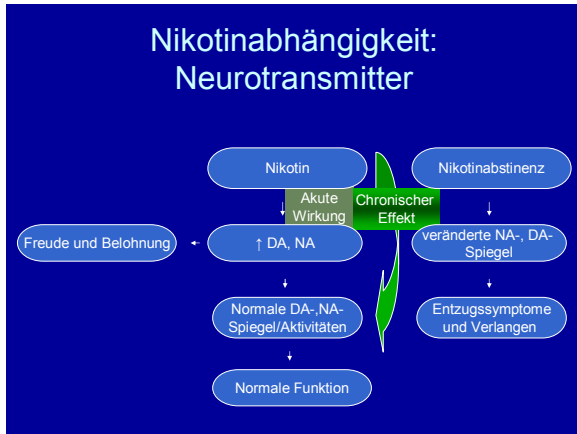 Nikotinabhängigkeit:
Neurotransmitter
Nikotin
Nikotinabstinenz
Akute
Wirkung
Chronischer
Effekt
Freude und Belohnung
↑ DA, NA
veränderte NA-, DA-
Spiegel
Normale DA-,NA-
Spiegel/Aktivitäten
Entzugssymptome
und Verlangen
Normale Funktion